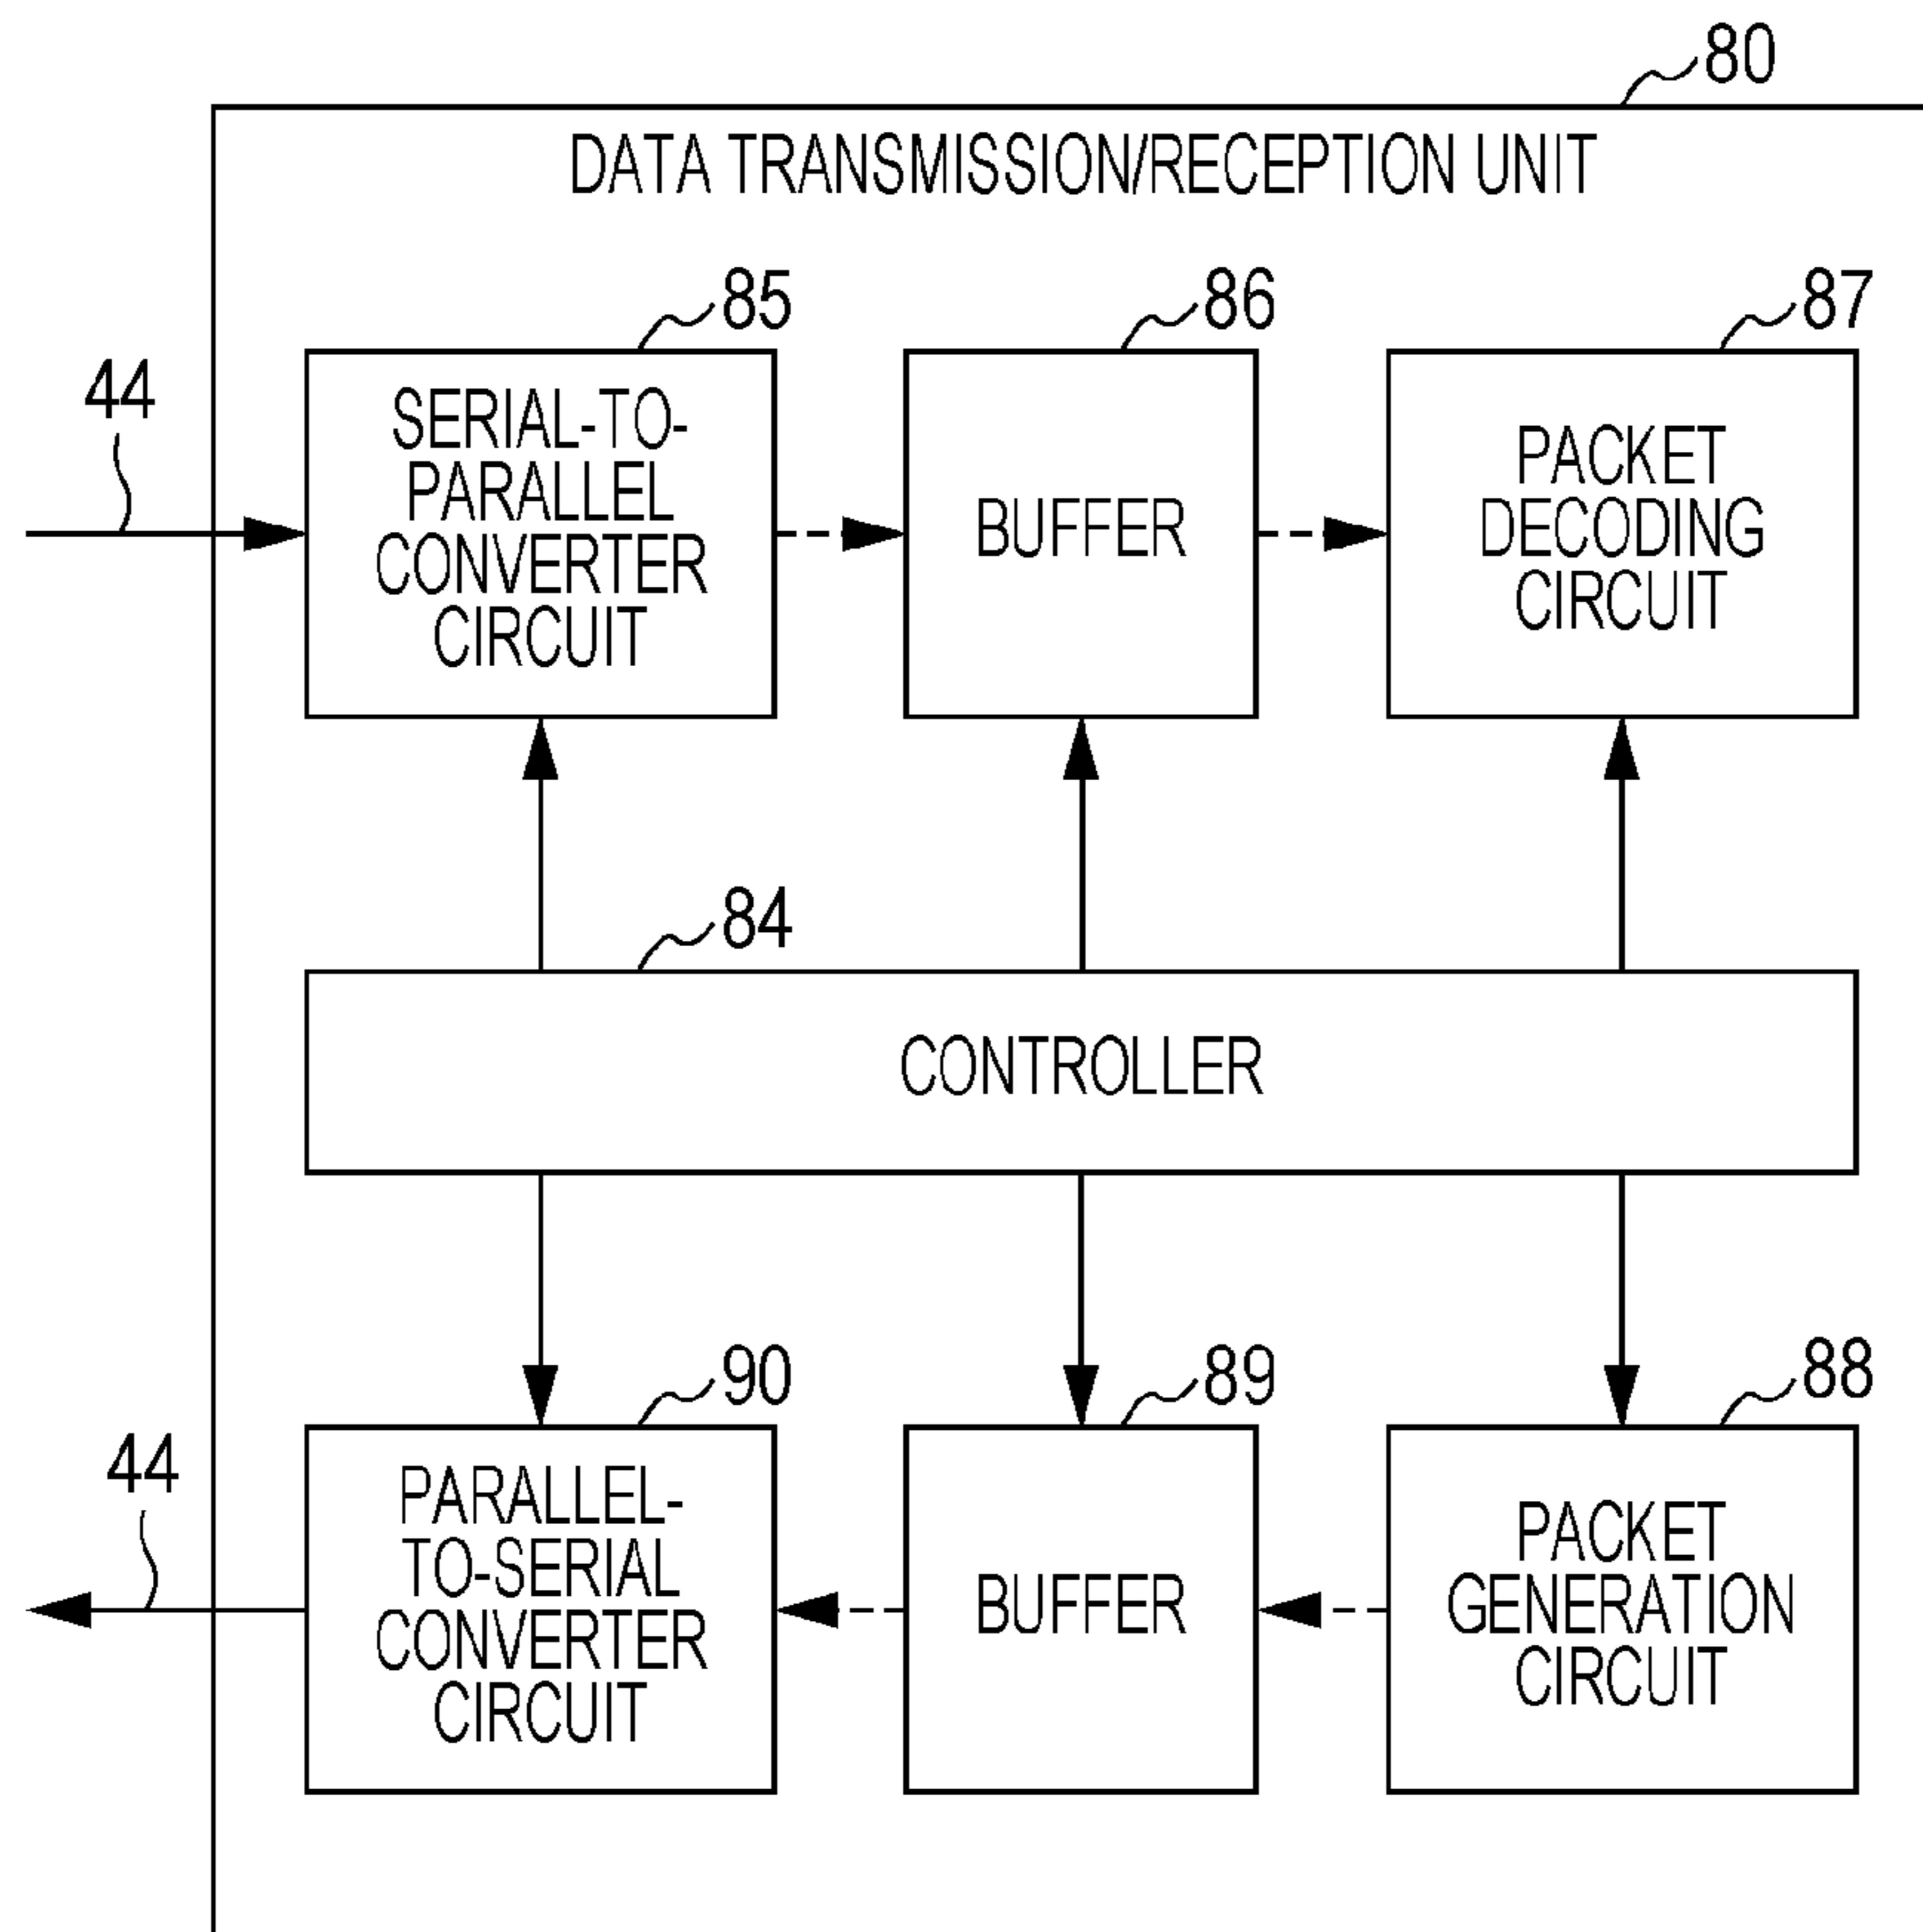 80
DATA TRANSMISSION/RECEPTION UNIT
85
86
87
44
SERIAL-TO-
PARALLEL
CONVERTER
CIRCUIT
BUFFER
PACKET
DECODING
CIRCUIT
84
CONTROLLER
90
89
88
44
PARALLEL-
TO-SERIAL
CONVERTER
CIRCUIT
BUFFER
PACKET
GENERATION
CIRCUIT